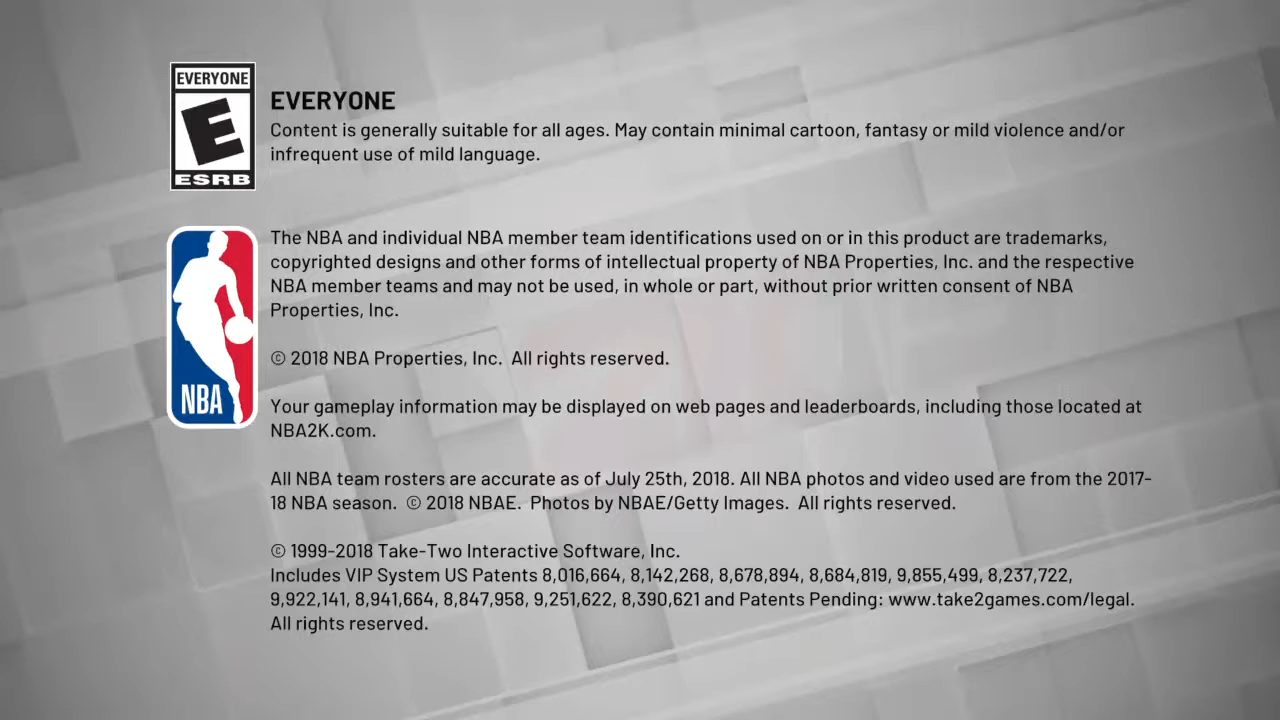 EVERYONE
E
ESRB
EVERYONE
Content is generally suitable for all ages. May contain minimal cartoon, fantasy or mild violence and/or
infrequent use of mild language.
The NBA and individual NBA member team identifications used on or in this product are trademarks,
copyrighted designs and other forms of intellectual property of NBA Properties, Inc. and the respective
NBA member teams and may not be used, in whole or part, without prior written consent of NBA
Properties, Inc.
© 2018 NBA Properties, Inc.  All rights reserved.
NBA
Your gameplay information may be displayed on web pages and leaderboards, including those located at
NBA2K.com.
All NBA team rosters are accurate as of July 25th, 2018. All NBA photos and video used are from the 2017-
18 NBA season.  © 2018 NBAE.  Photos by NBAE/Getty Images.  All rights reserved.
© 1999-2018 Take-Two Interactive Software, Inc.
Includes VIP System US Patents 8,016,664, 8,142,268, 8,678,894, 8,684,819, 9,855,499, 8,237,722,
9,922,141, 8,941,664, 8,847,958, 9,251,622, 8,390,621 and Patents Pending: www.take2games.com/legal.
All rights reserved.